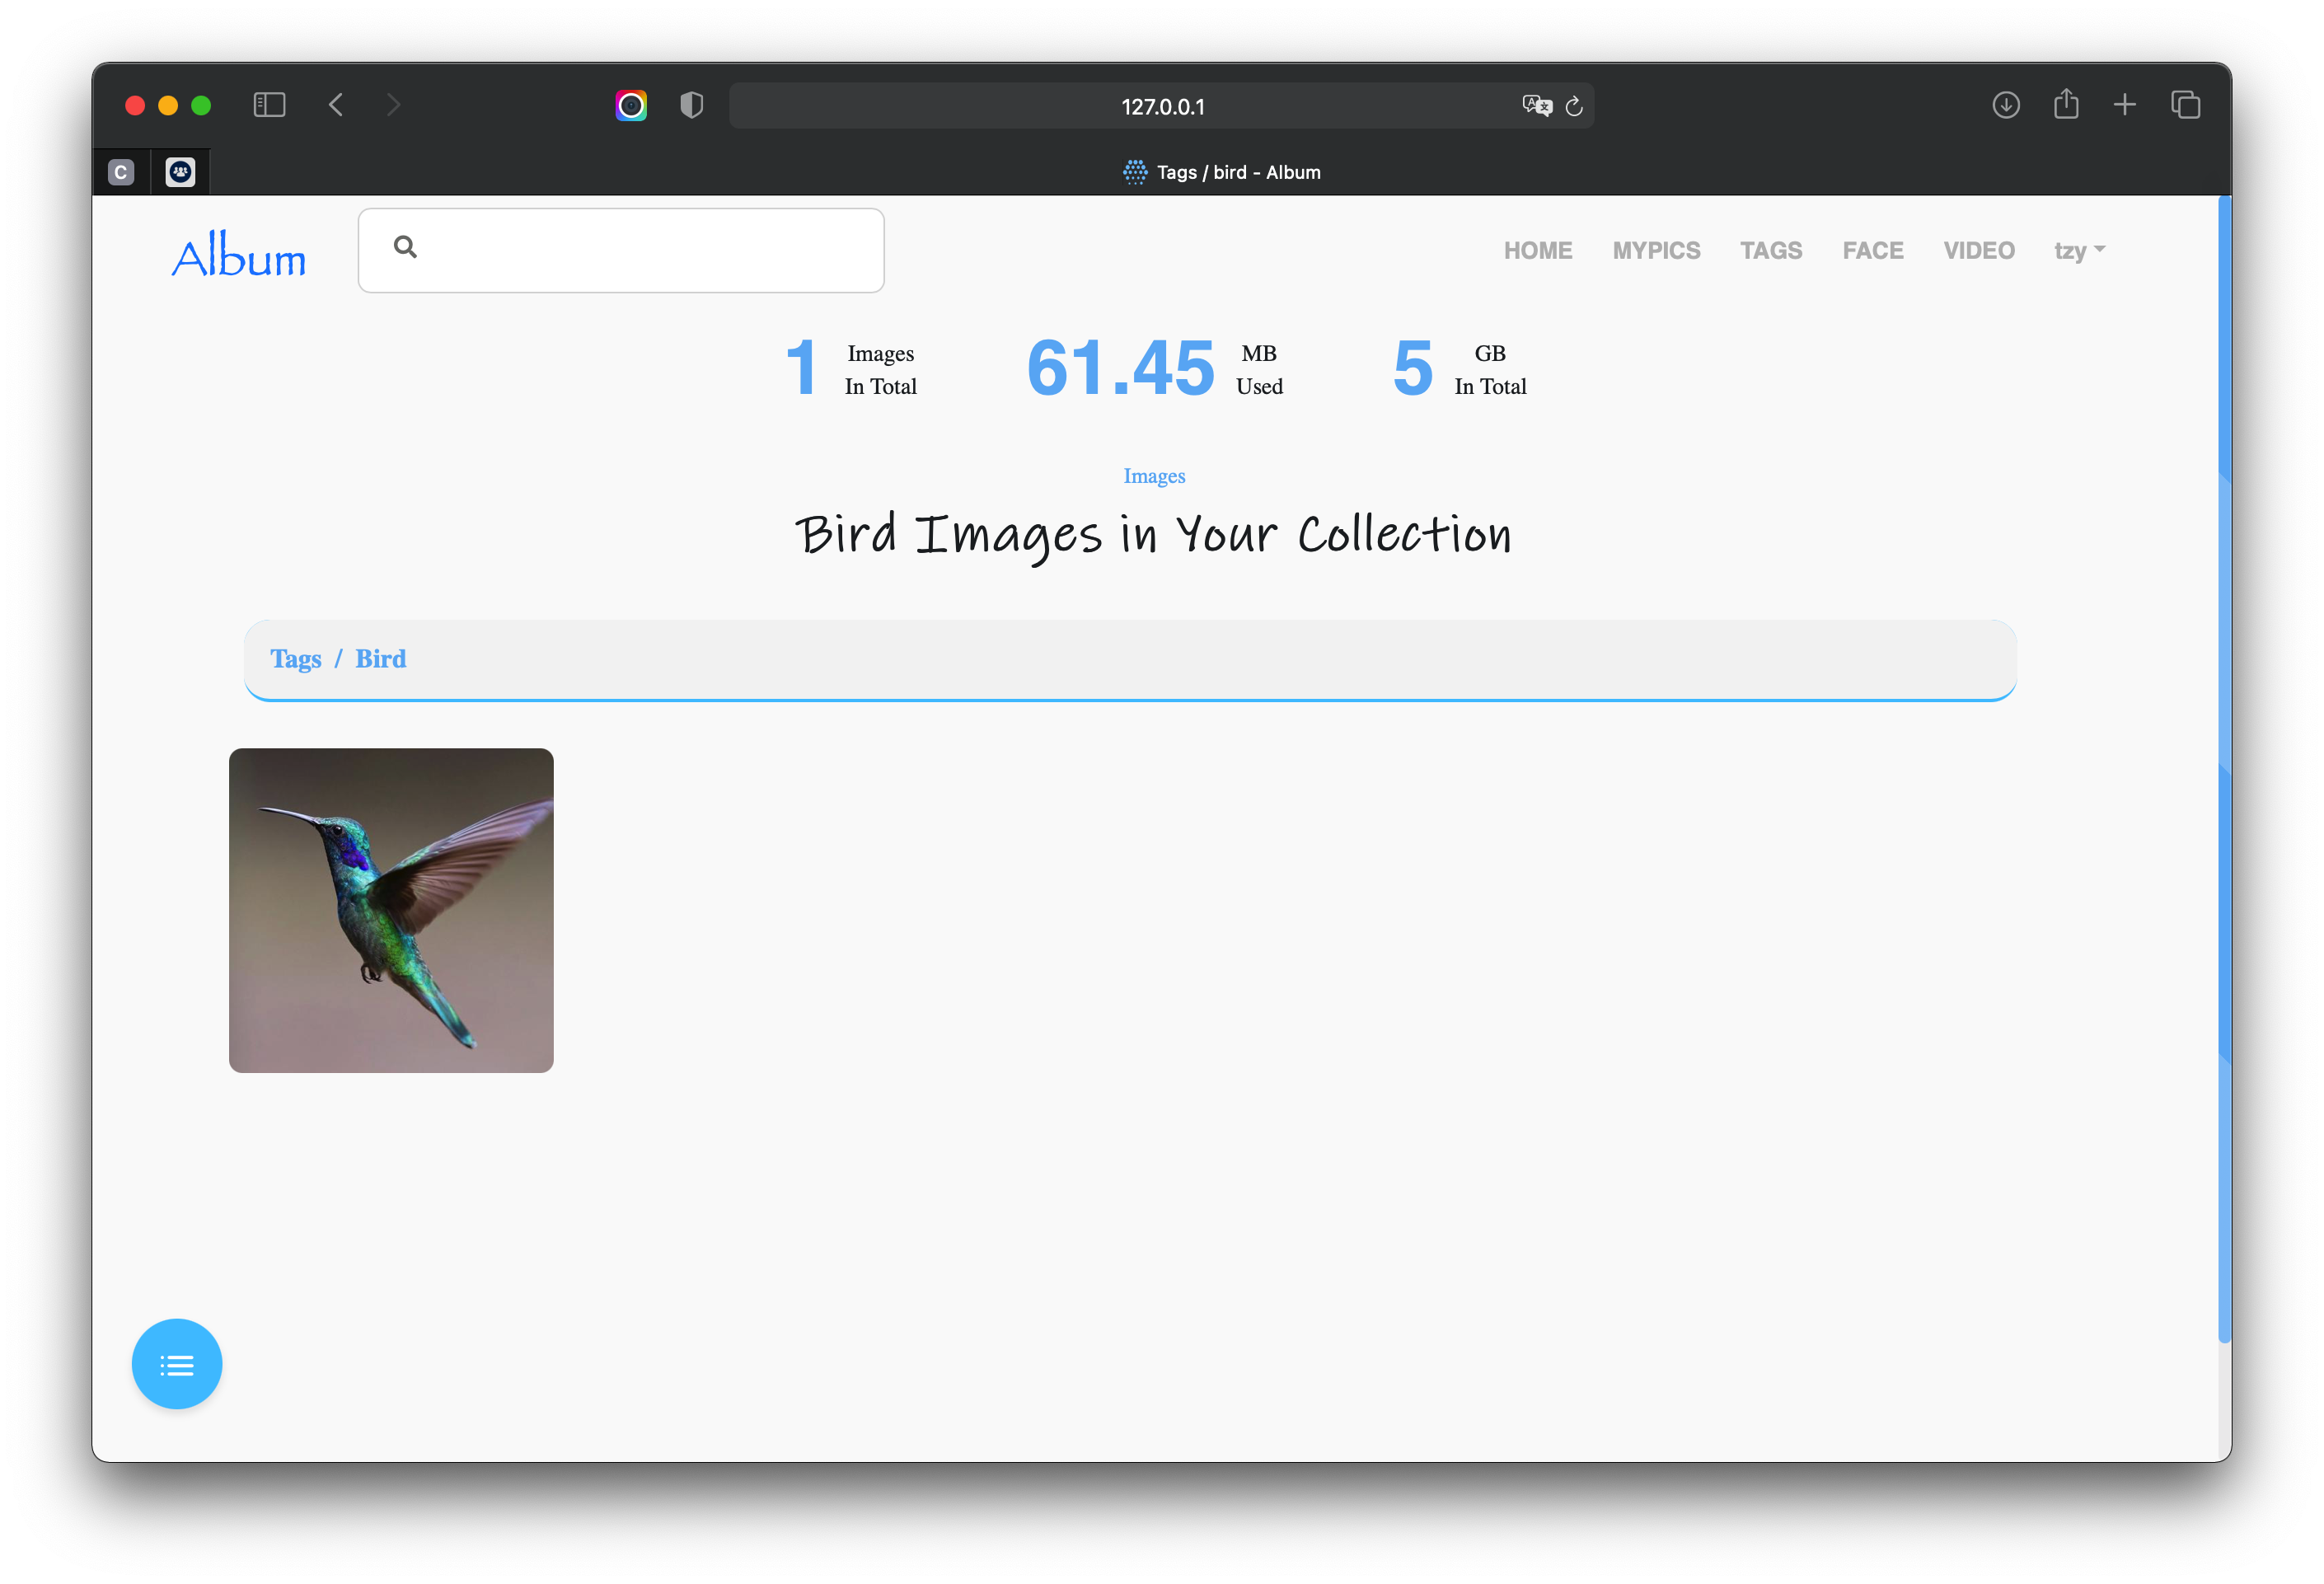 127.0.0.1
C
Tags / bird - Album
Album
HOME MYPICS TAGS FACE VIDEO tzy
1 Images In Total
61.45 MB Used
5 GB In Total
Images
Bird Images in Your Collection
Tags / Bird